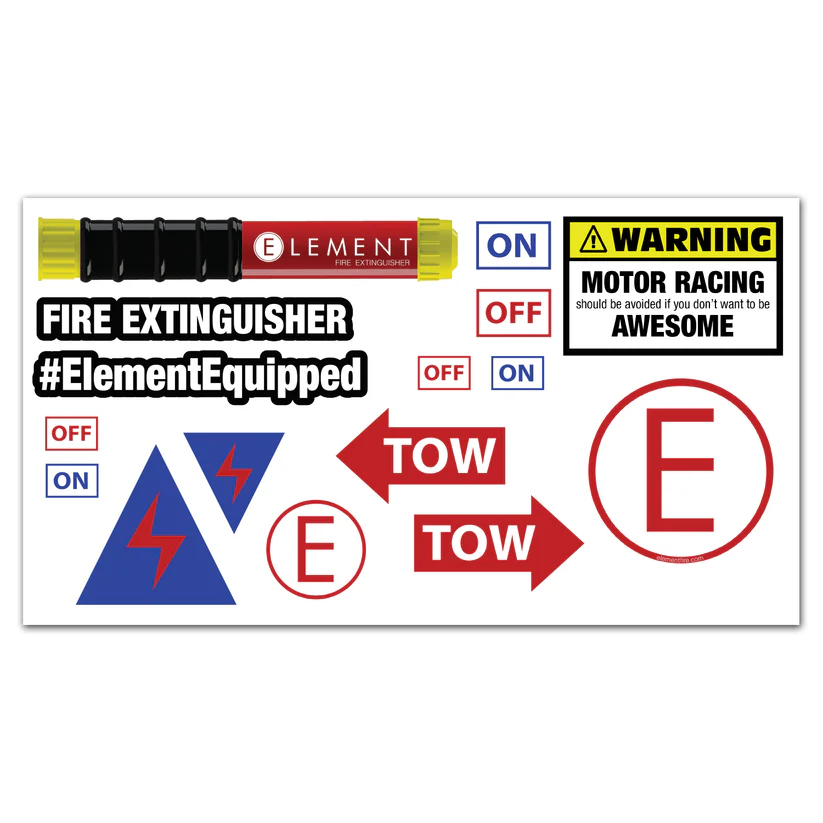 ELEMENT
FIRE EXTINGUISHER
FIRE EXTINGUISHER
#ElementEquipped
ON
OFF
OFF
ON
WARNING
MOTOR RACING
should be avoided if you don't want to be
AWESOME
OFF
ON
TOW
TOW
E
E
elementfire.com